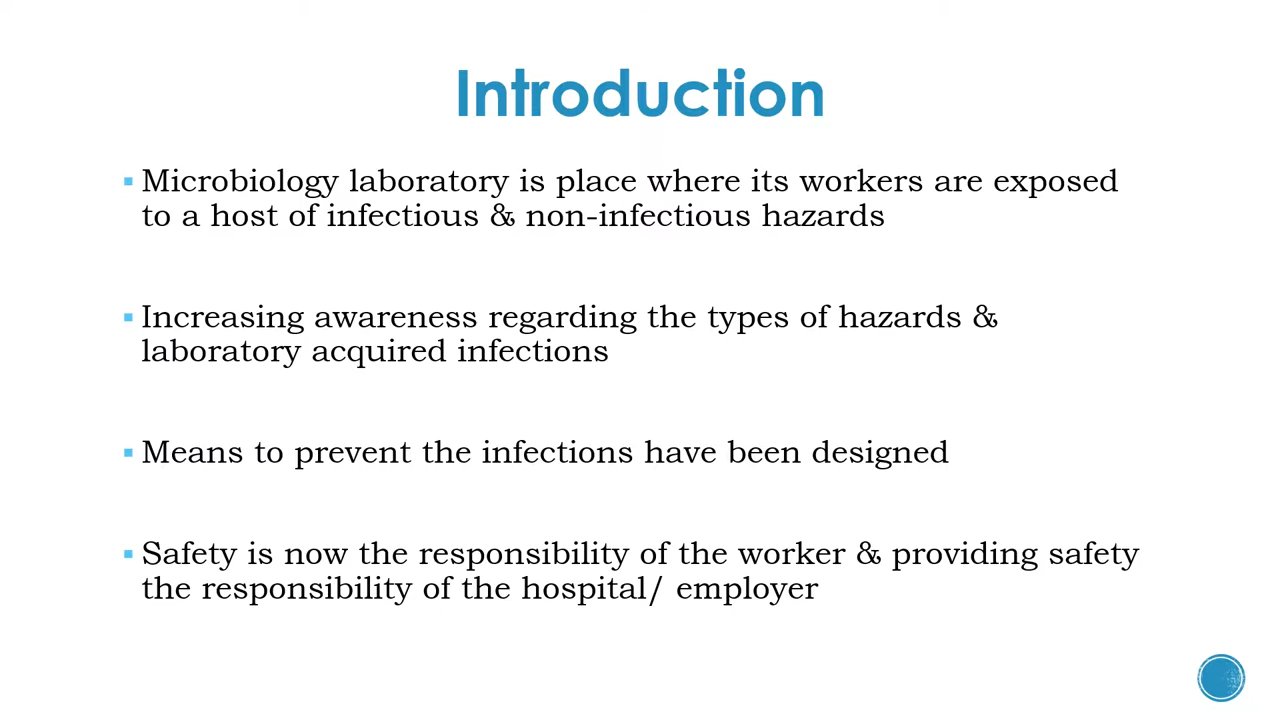 Introduction
▪ Microbiology laboratory is place where its workers are exposed
to a host of infectious & non-infectious hazards
▪ Increasing awareness regarding the types of hazards &
laboratory acquired infections
▪ Means to prevent the infections have been designed
▪ Safety is now the responsibility of the worker & providing safety
the responsibility of the hospital/ employer